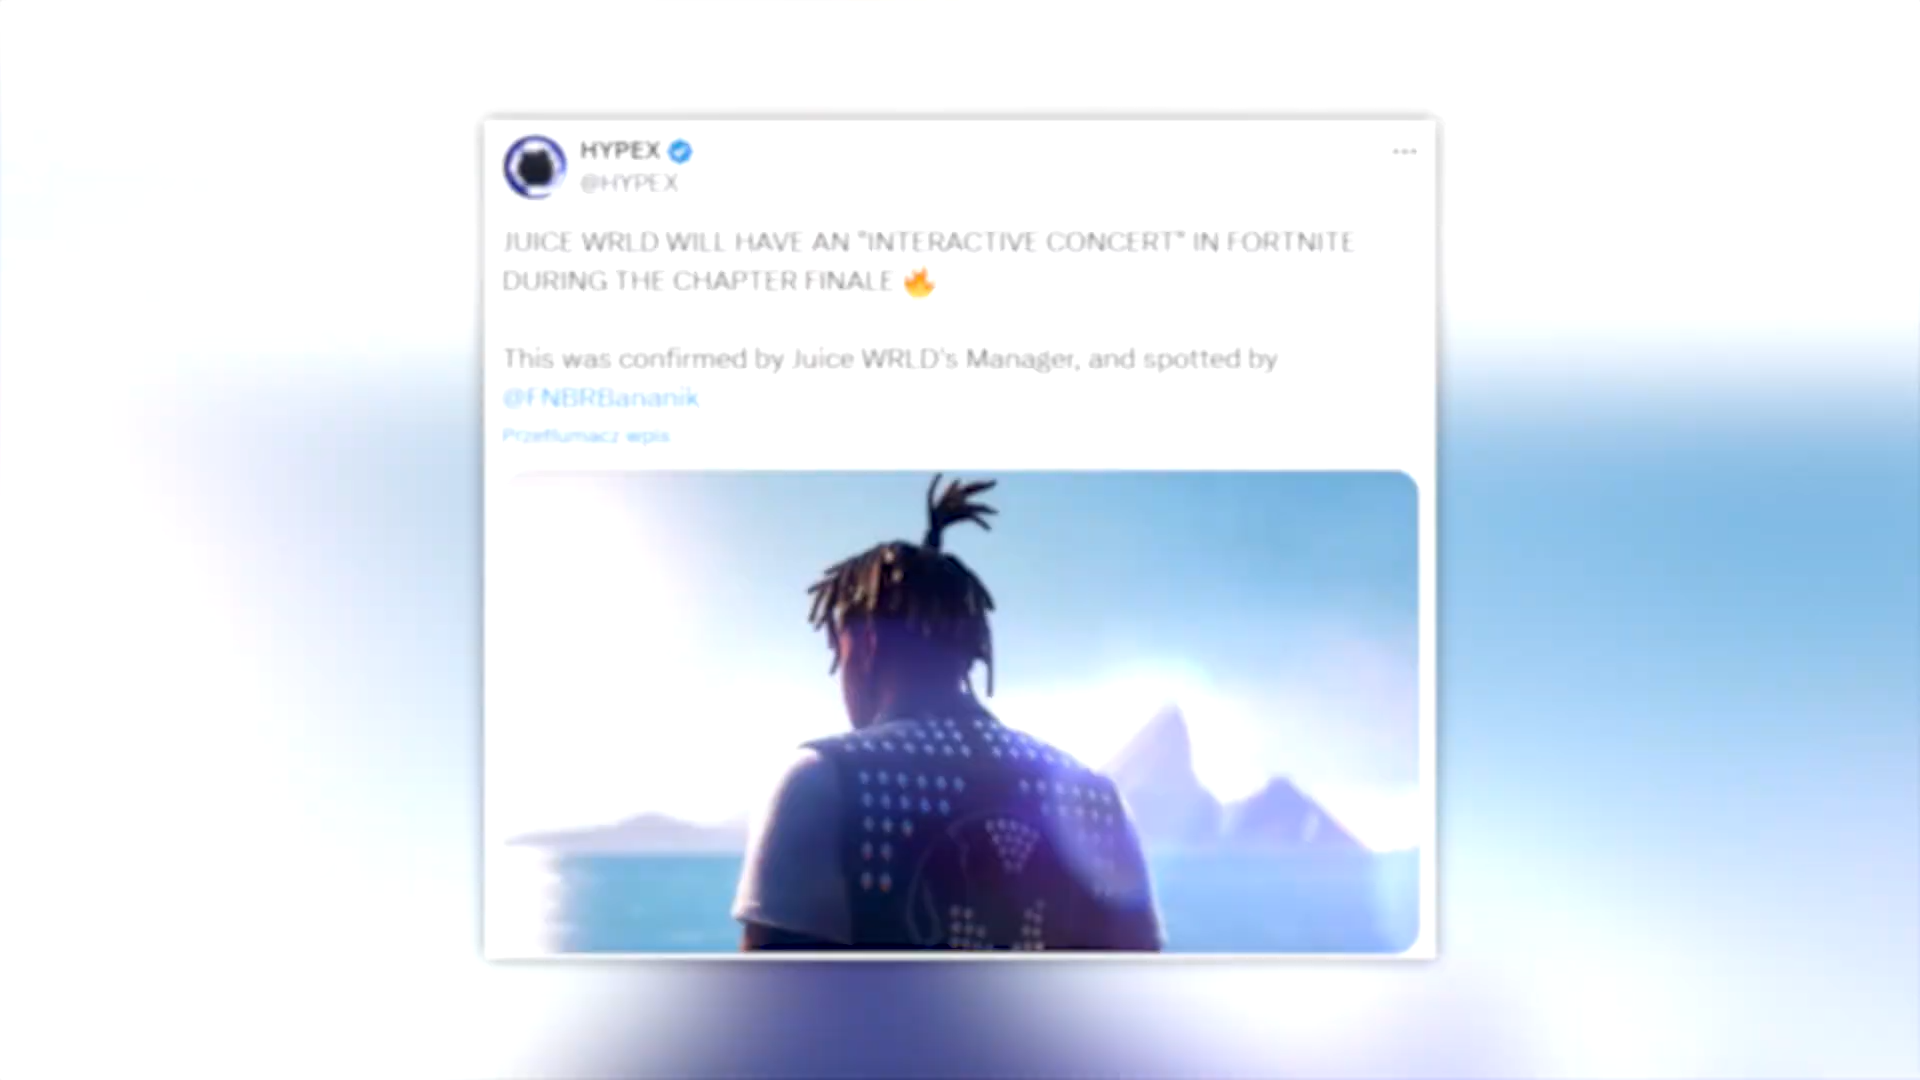 HYPEX
@HYPEX
JUICE WRLD WILL HAVE AN "INTERACTIVE CONCERT" IN FORTNITE
DURING THE CHAPTER FINALE 🔥
This was confirmed by Juice WRLD's Manager, and spotted by
@FNBRBananik
Przetłumacz wpis